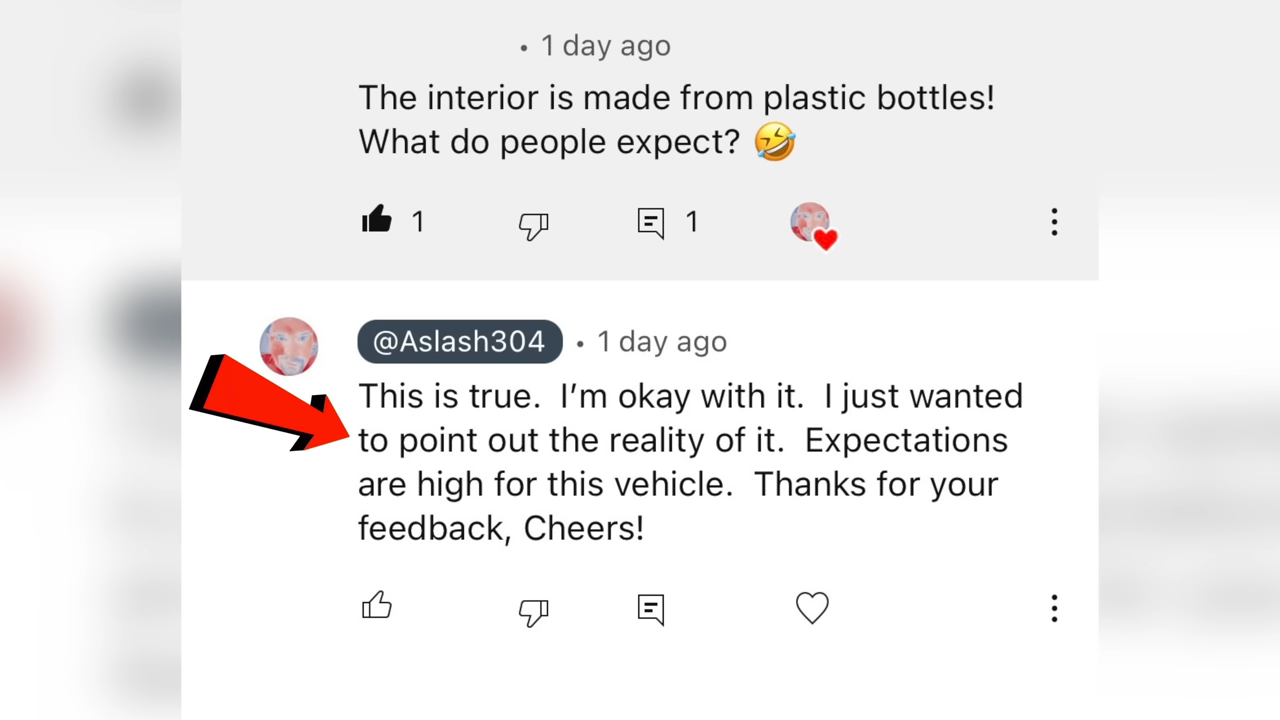 • 1 day ago
The interior is made from plastic bottles!
What do people expect? 🤣
1
1
@Aslash304 • 1 day ago
This is true.  I’m okay with it.  I just wanted
to point out the reality of it.  Expectations
are high for this vehicle.  Thanks for your
feedback, Cheers!